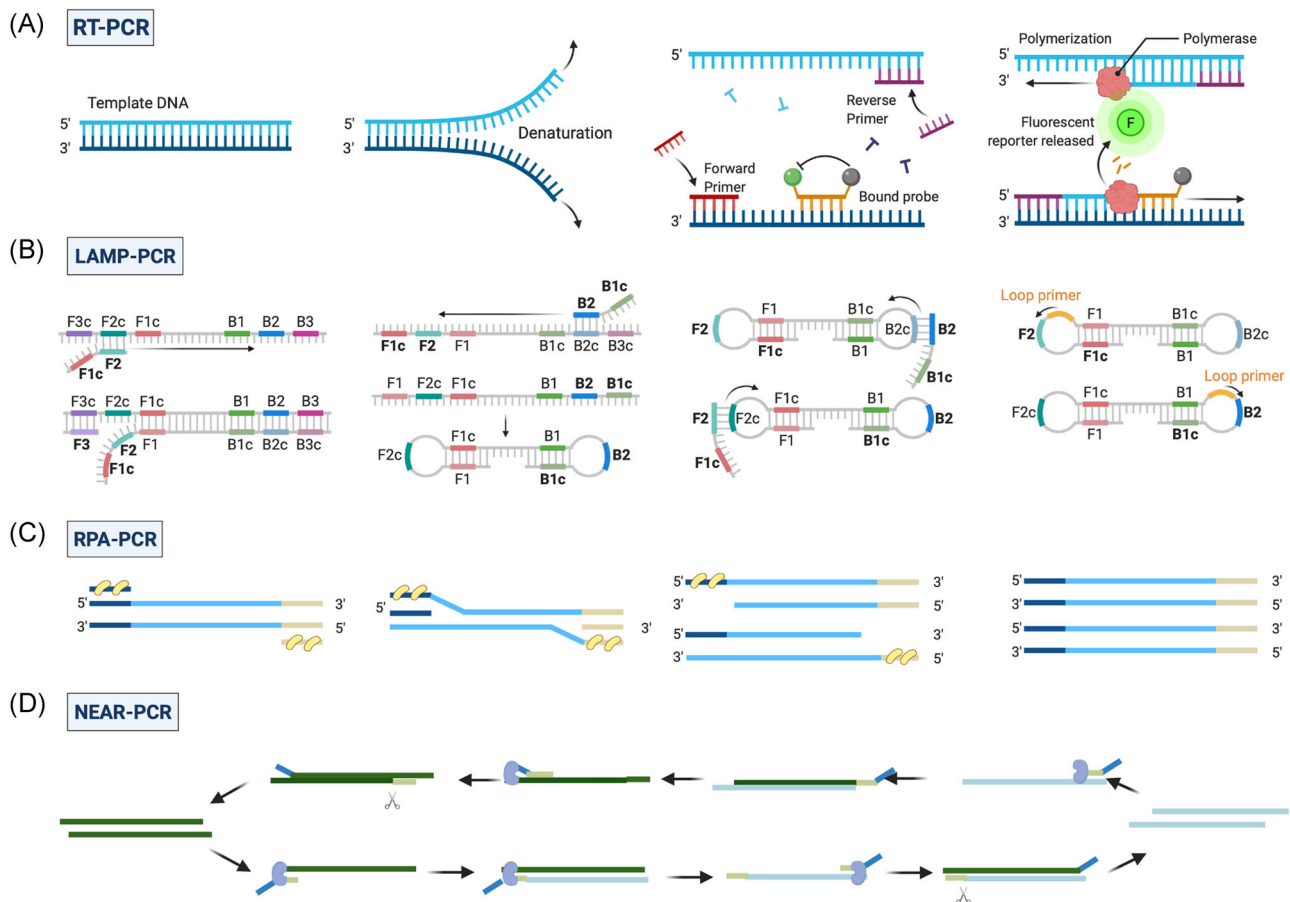 (A) RT-PCR
Template DNA
5'
3'
5'
3'
Denaturation
5'
Reverse
Primer
Forward
Primer
Bound probe
3'
Polymerization
Polymerase
5'
3'
F
Fluorescent
reporter released
5'
3'
(B) LAMP-PCR
F3c F2c F1c B1 B2 B3
F2
F1c
F3c F2c F1c B1 B2 B3
F3 F2 F1 B1c B2c B3c
F1c
B1c
B2
F1c F2 F1 B1c B2c B3c
F1 F2c F1c B1 B2 B1c
F1c B1
F2c B2
F1 B1c
F1 B1c
F2 B2c B2
F1c B1
B1c
F1c B1
F2 F2c B2
F1 B1c
F1c
Loop primer
F1 B1c
F2 B2c
F1c B1
Loop primer
F1c B1
F2c B2
F1 B1c
(C) RPA-PCR
5' 3'
3' 5'
5'
3'
5' 3'
3' 5'
5' 3'
3' 5'
5' 3'
3' 5'
5' 3'
3' 5'
(D) NEAR-PCR